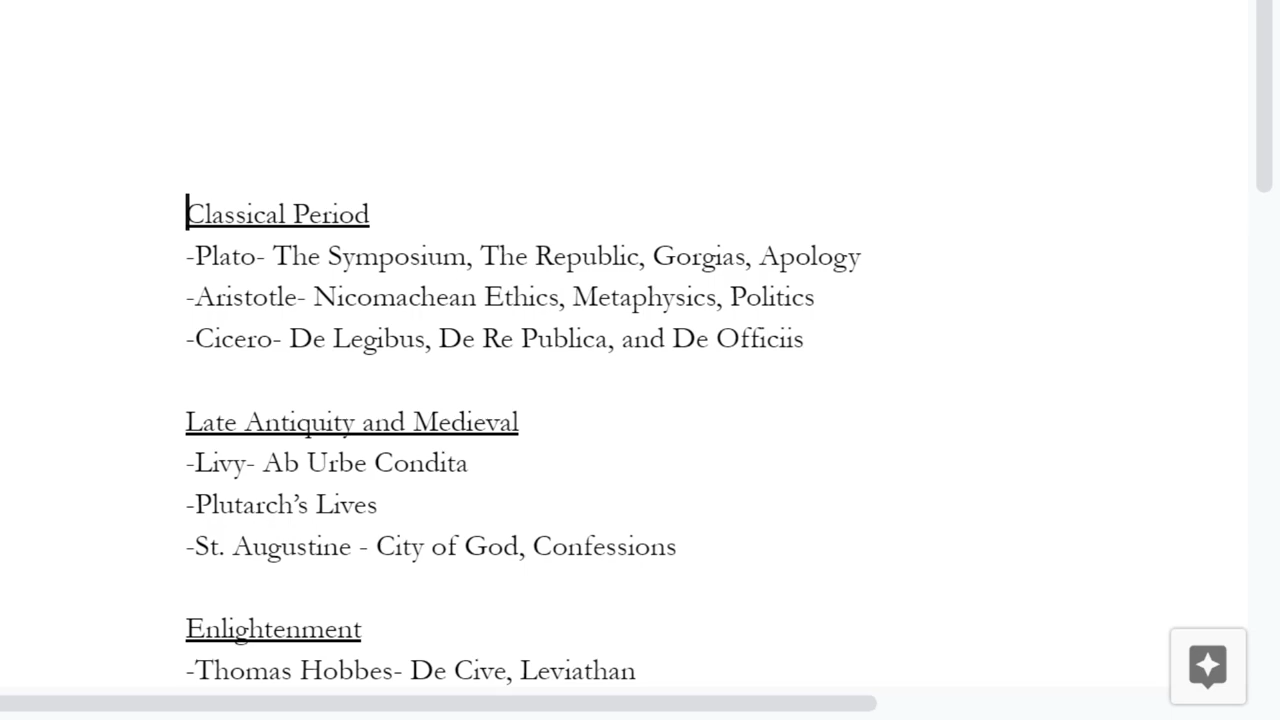 Classical Period
-Plato- The Symposium, The Republic, Gorgias, Apology
-Aristotle- Nicomachean Ethics, Metaphysics, Politics
-Cicero- De Legibus, De Re Publica, and De Officiis
Late Antiquity and Medieval
-Livy- Ab Urbe Condita
-Plutarch’s Lives
-St. Augustine - City of God, Confessions
Enlightenment
-Thomas Hobbes- De Cive, Leviathan